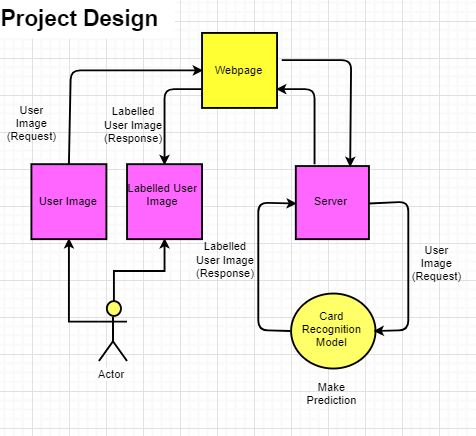 Project Design
Webpage
User
Image
(Request)
Labelled
User Image
(Response)
User Image
Labelled User
Image
Server
Labelled
User Image
(Response)
User
Image
(Request)
Card
Recognition
Model
Actor
Make
Prediction